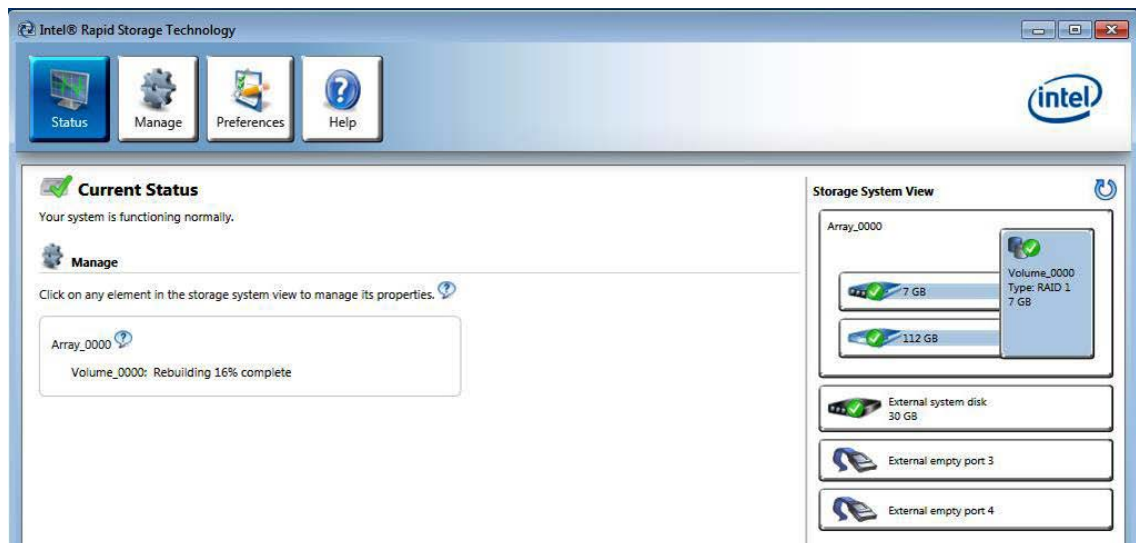 Intel® Rapid Storage Technology
Status
Manage
Preferences
Help
intel
Current Status
Your system is functioning normally.
Manage
Click on any element in the storage system view to manage its properties.
Array_0000
Volume_0000: Rebuilding 16% complete
Storage System View
Array_0000
Volume_0000
Type: RAID 1
7 GB
7 GB
112 GB
External system disk
30 GB
External empty port 3
External empty port 4